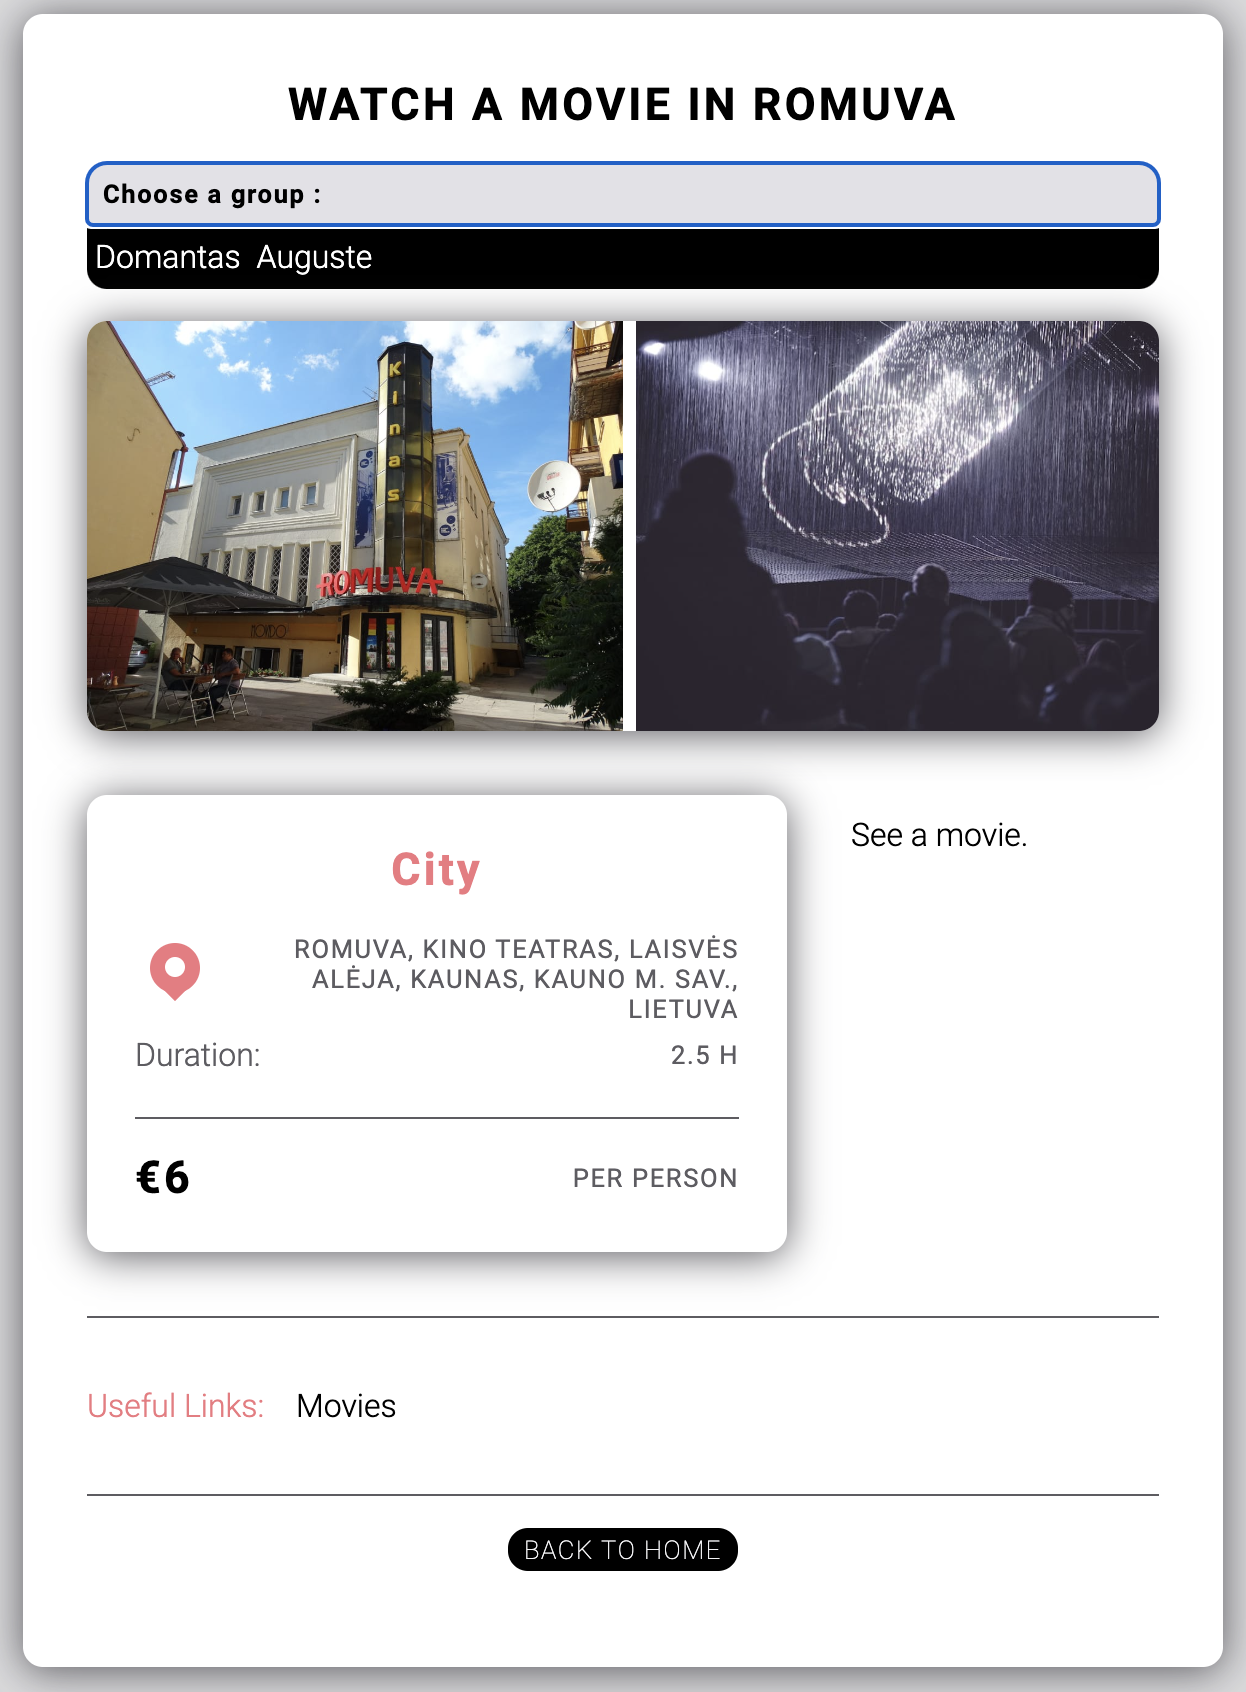 WATCH A MOVIE IN ROMUVA
Choose a group :
Domantas Auguste
Kinas
ROMUVA
NOVDO
See a movie.
City
ROMUVA, KINO TEATRAS, LAISVĖS
ALĖJA, KAUNAS, KAUNO M. SAV.,
LIETUVA
Duration:
2.5 H
€6
PER PERSON
Useful Links:
Movies
BACK TO HOME